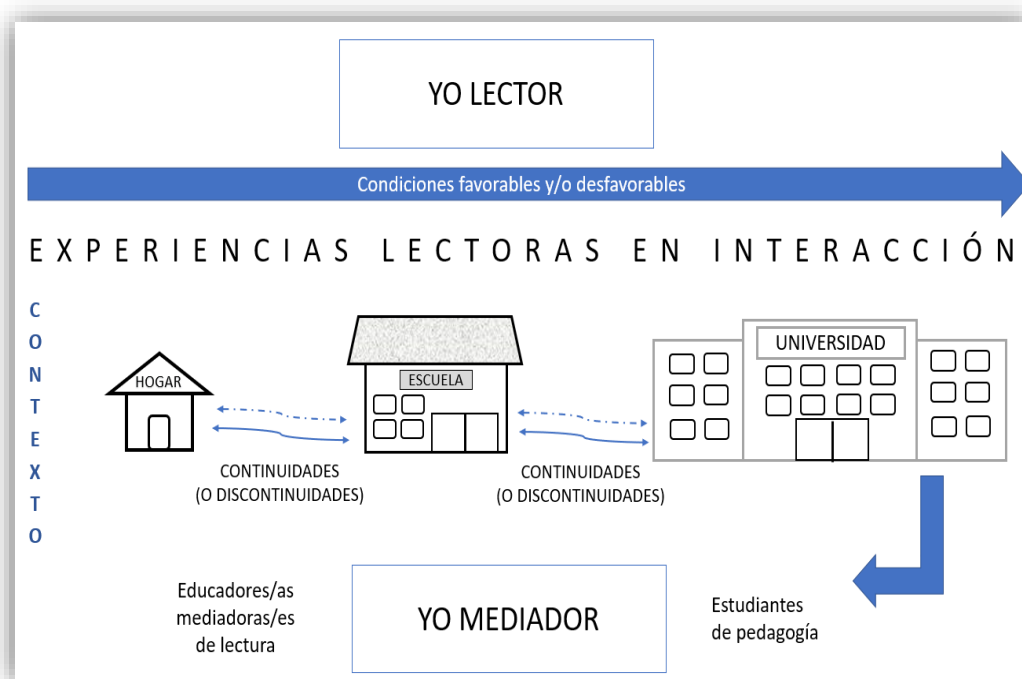 YO LECTOR
Condiciones favorables y/o desfavorables
EXPERIENCIAS LECTORAS EN INTERACCIÓN
CONTEXTO
HOGAR
ESCUELA
UNIVERSIDAD
CONTINUIDADES
(O DISCONTINUIDADES)
CONTINUIDADES
(O DISCONTINUIDADES)
Educadores/as
mediadoras/es
de lectura
YO MEDIADOR
Estudiantes
de pedagogía